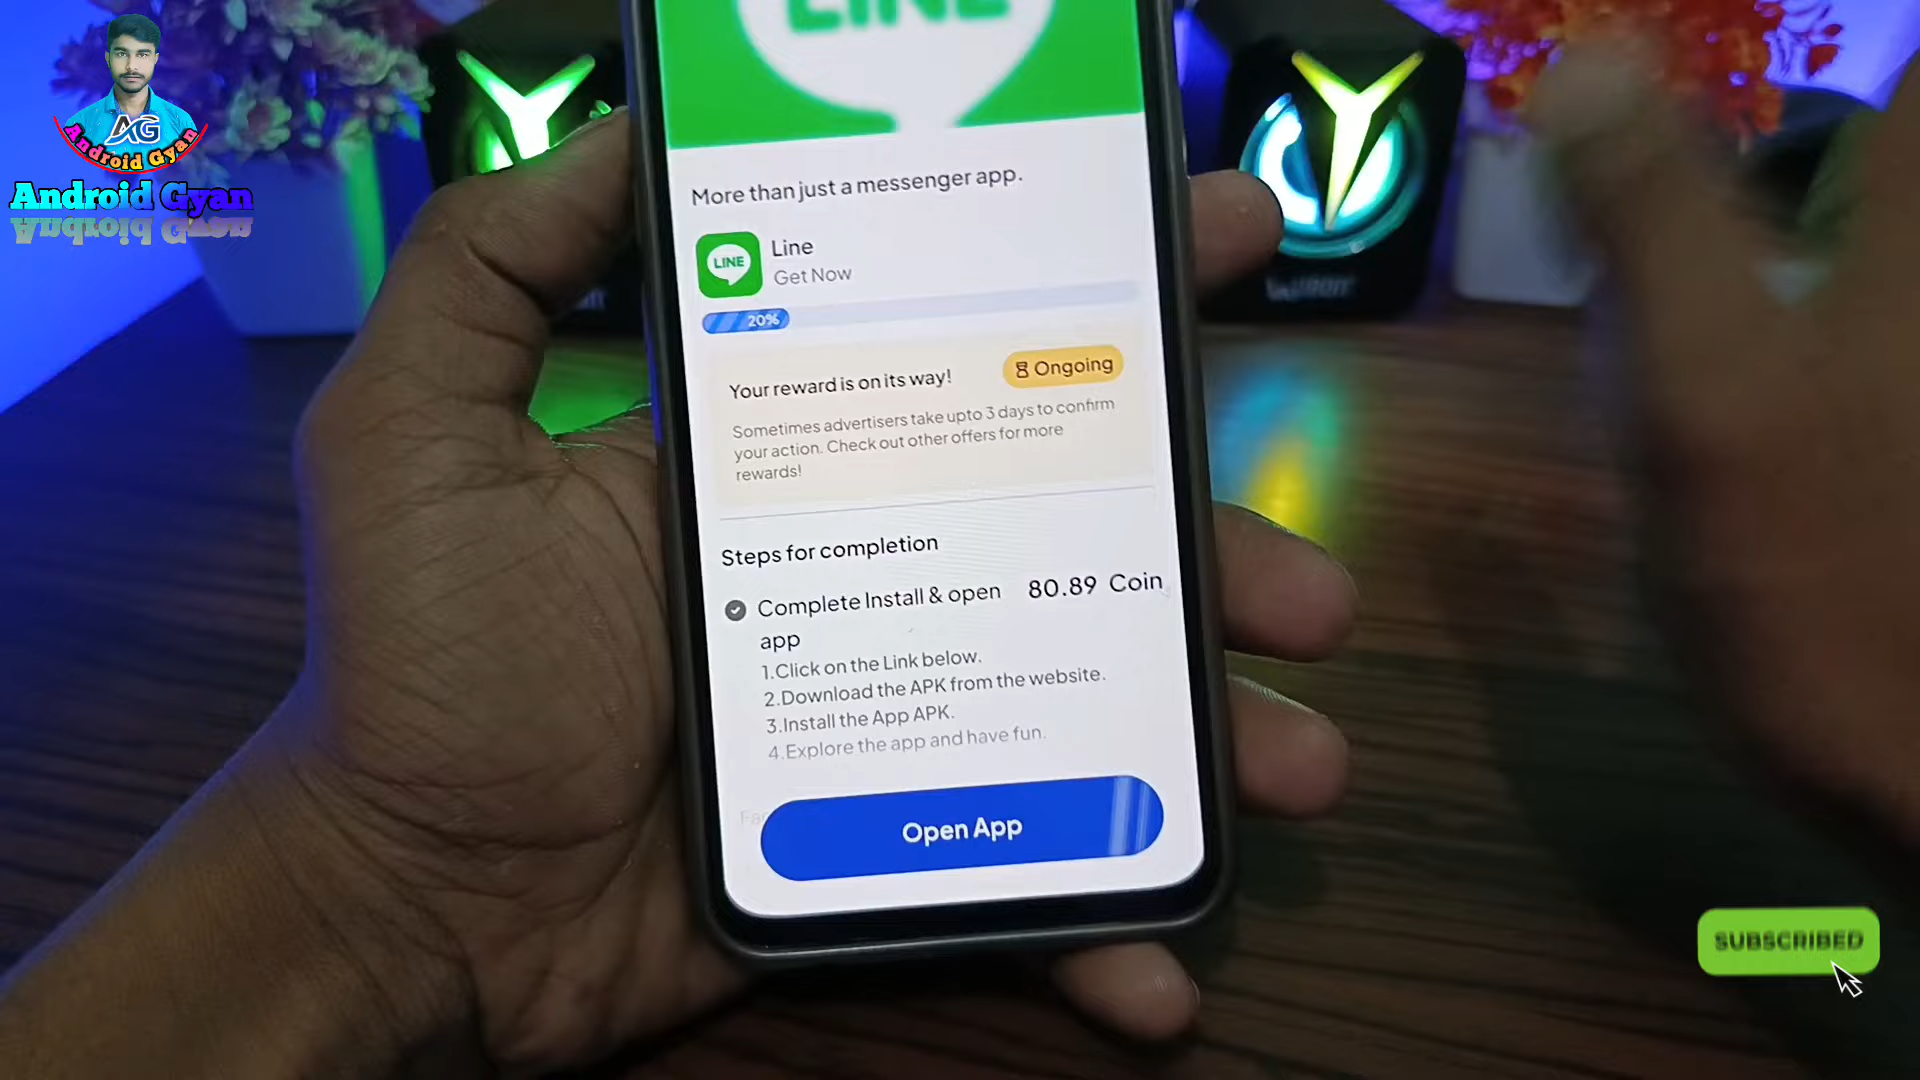 AG
Android Gyan
Android Gyan
LINE
More than just a messenger app.
LINE
Line
Get Now
20%
Your reward is on its way!
Ongoing
Sometimes advertisers take upto 3 days to confirm
your action. Check out other offers for more
rewards!
Steps for completion
Complete Install & open
app
80.89 Coin
1.Click on the Link below.
2.Download the APK from the website.
3.Install the App APK.
4.Explore the app and have fun.
Open App
SUBSCRIBED